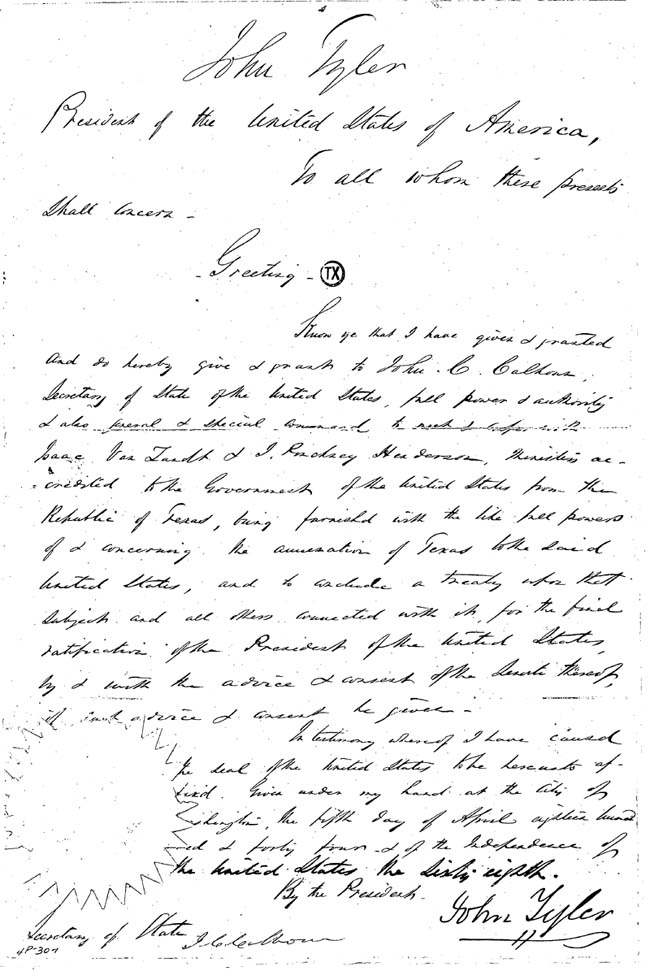 John Tyler
President of the United States of America,
To all whom these presents
Shall concern -
- Greeting - TX
Know ye that I have given & granted
and do hereby give & grant to John. C. Calhoun,
Secretary of State of the United States, full power & authority
& also general & special command to meet & confer with
Isaac Van Zandt & J. Pinckney Henderson, Ministers ac-
-credited to the Government of the United States from the
Republic of Texas, being furnished with the like full powers
of & concerning the annexation of Texas to the said
United States, and to conclude a treaty upon that
subject and all others connected with it, for the final
ratification of the President of the United States,
by & with the advice & consent of the Senate thereof,
if such advice & consent be given -
In testimony whereof I have caused
the seal of the United States to be hereunto af-
fixed. Given under my hand at the City of
shington, the fifth day of April eighteen hund
ed & forty four & of the Independence of
the United States the sixty eighth.
By the President.
John Tyler
Secretary of State
J. C. Calhoun
4P-304